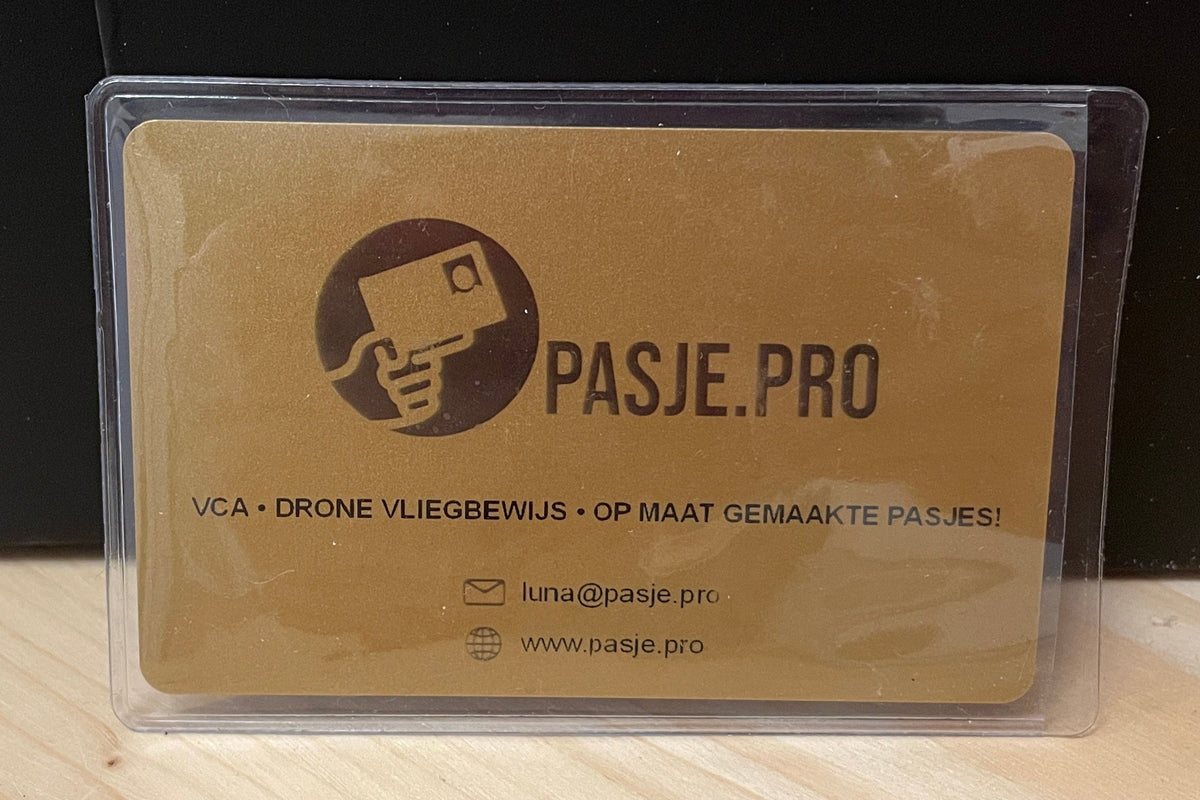 PASJE.PRO
VCA • DRONE VLIEGBEWIJS • OP MAAT GEMAAKTE PASJES!
luna@pasje.pro
www.pasje.pro